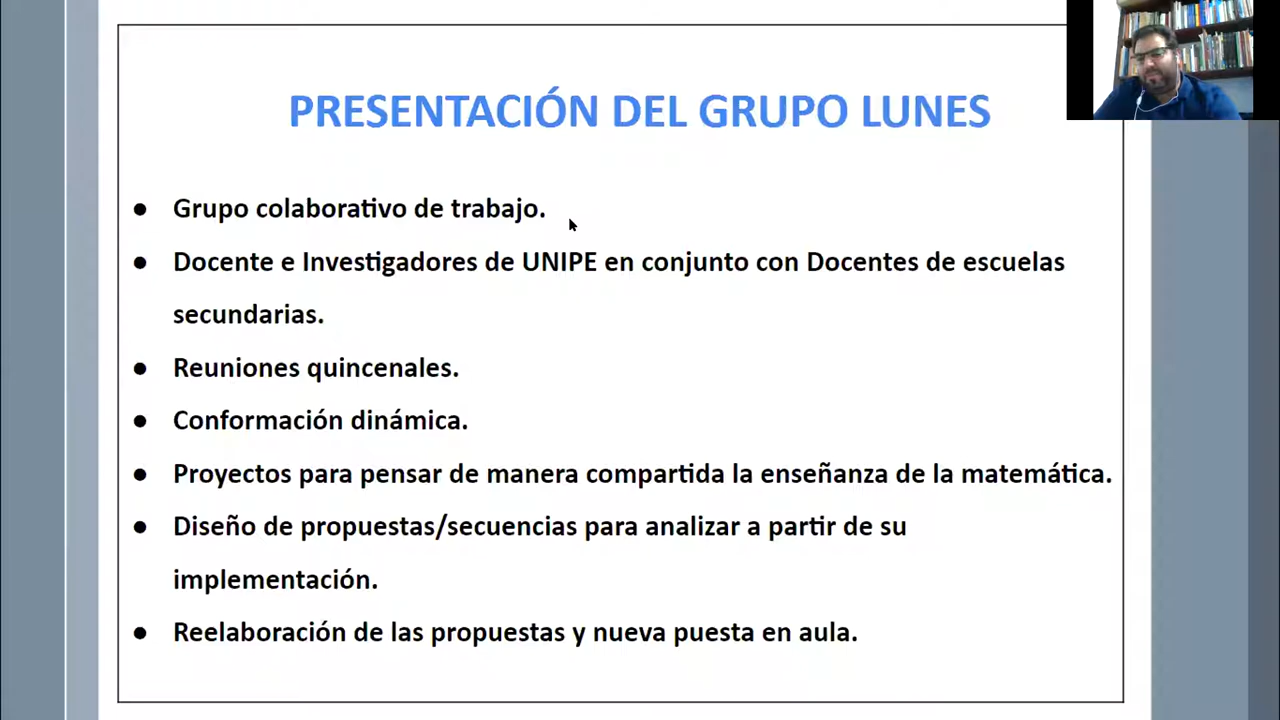 PRESENTACIÓN DEL GRUPO LUNES
● Grupo colaborativo de trabajo.
● Docente e Investigadores de UNIPE en conjunto con Docentes de escuelas
secundarias.
● Reuniones quincenales.
● Conformación dinámica.
● Proyectos para pensar de manera compartida la enseñanza de la matemática.
● Diseño de propuestas/secuencias para analizar a partir de su
implementación.
● Reelaboración de las propuestas y nueva puesta en aula.